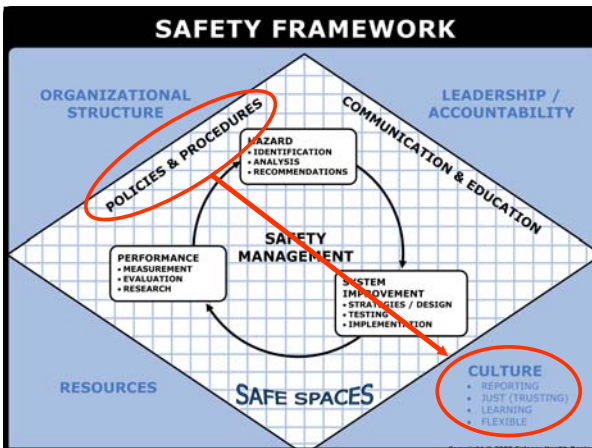 SAFETY FRAMEWORK
ORGANIZATIONAL
STRUCTURE
LEADERSHIP /
ACCOUNTABILITY
POLICIES & PROCEDURES
COMMUNICATION & EDUCATION
HAZARD
• IDENTIFICATION
• ANALYSIS
• RECOMMENDATIONS
SAFETY
MANAGEMENT
PERFORMANCE
• MEASUREMENT
• EVALUATION
• RESEARCH
SYSTEM
IMPROVEMENT
• STRATEGIES / DESIGN
• TESTING
• IMPLEMENTATION
RESOURCES
SAFE SPACES
CULTURE
• REPORTING
• JUST (TRUSTING)
• LEARNING
• FLEXIBLE